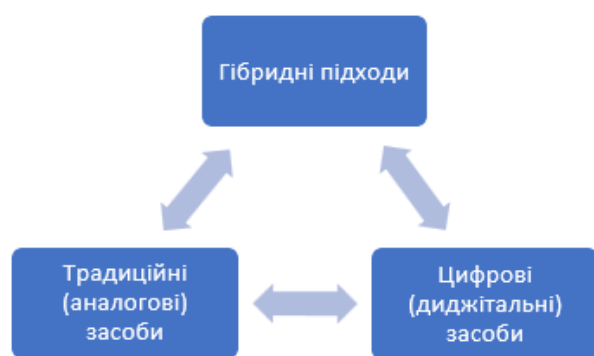 Гібридні підходи
Традиційні
(аналогові)
засоби
Цифрові
(диджітальні)
засоби